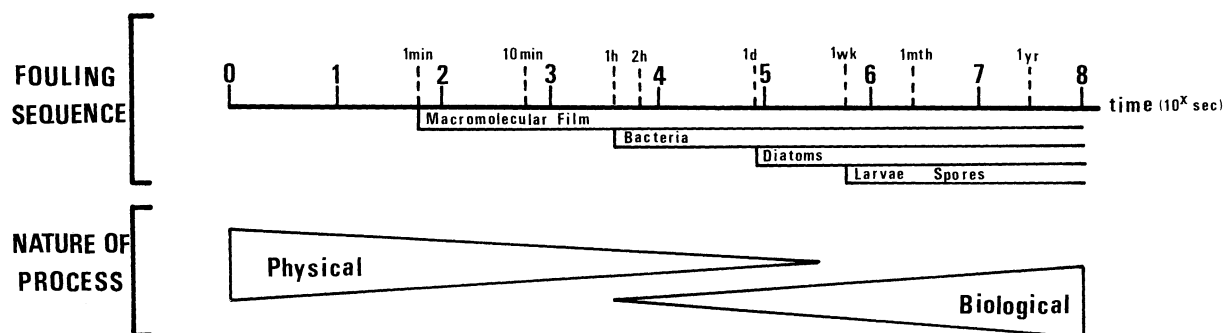 1min 10min 1h 2h 1d 1wk 1mth 1yr
0 1 2 3 4 5 6 7 8
FOULING
SEQUENCE
time (10ˣ sec)
Macromolecular Film
Bacteria
Diatoms
Larvae Spores
NATURE OF
PROCESS
Physical
Biological